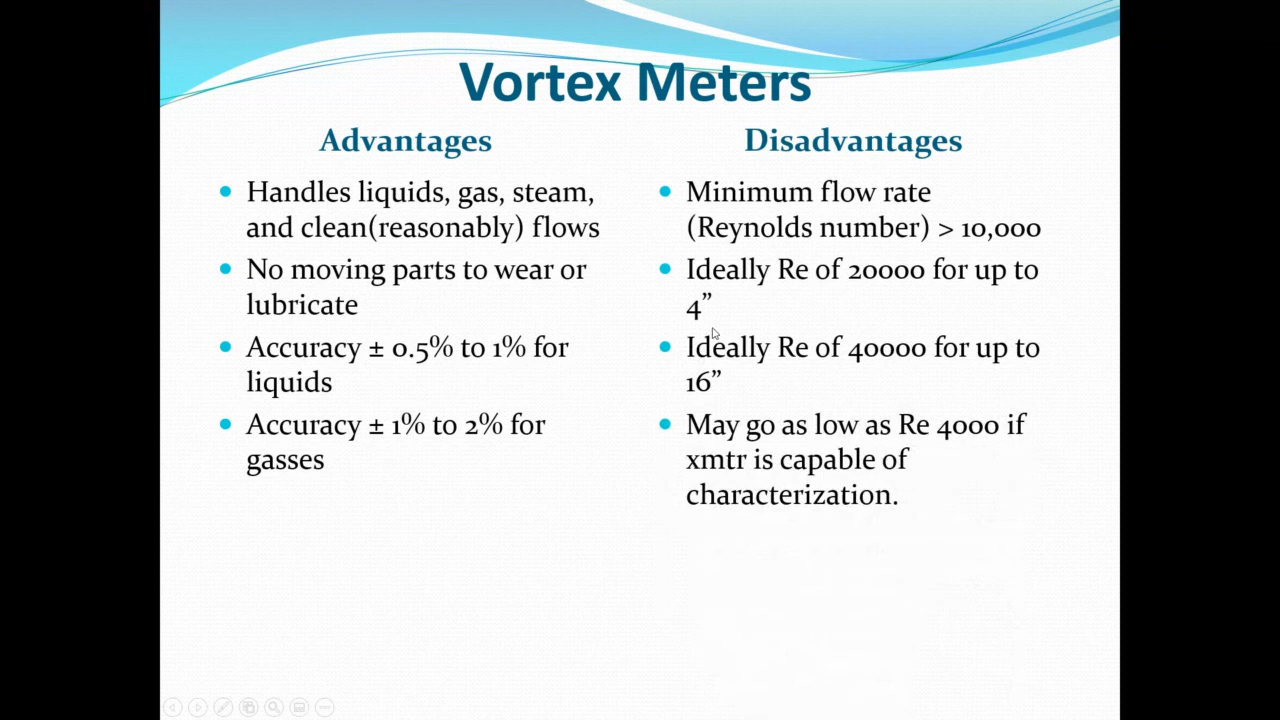 Vortex Meters
Advantages
Handles liquids, gas, steam,
and clean(reasonably) flows
No moving parts to wear or
lubricate
Accuracy ± 0.5% to 1% for
liquids
Accuracy ± 1% to 2% for
gasses
Disadvantages
Minimum flow rate
(Reynolds number) > 10,000
Ideally Re of 20000 for up to
4”
Ideally Re of 40000 for up to
16”
May go as low as Re 4000 if
xmtr is capable of
characterization.